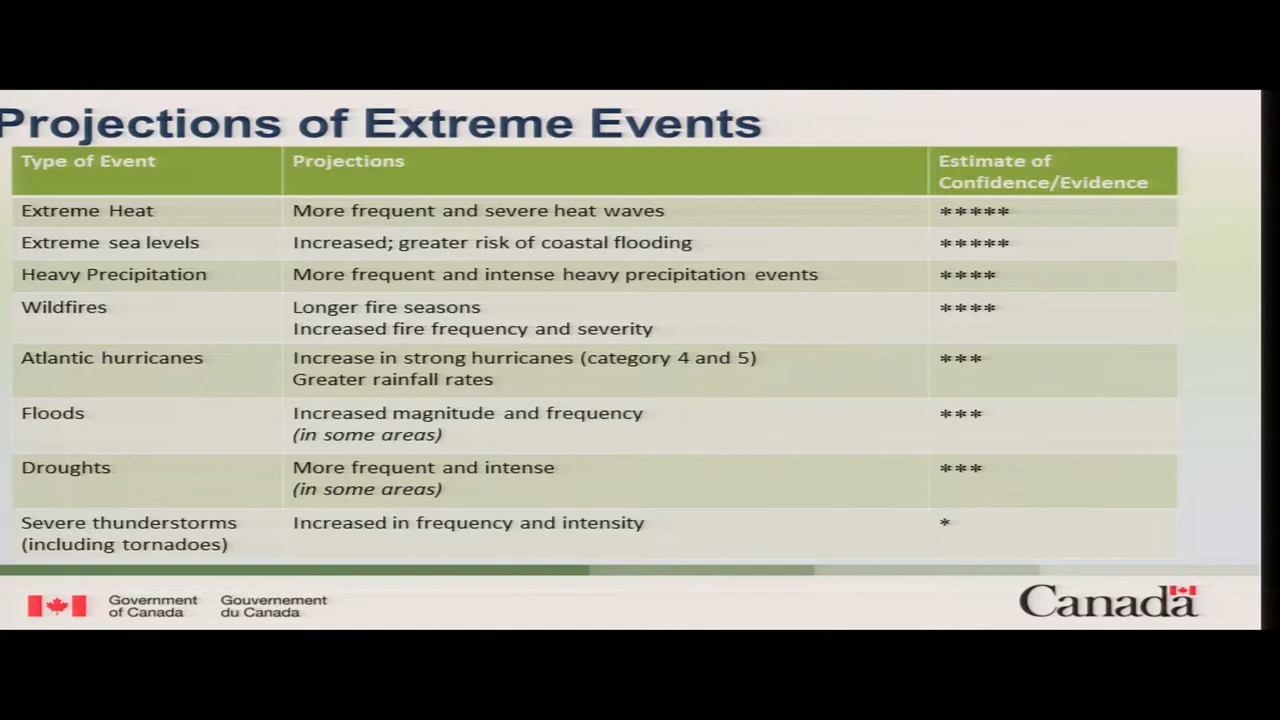 Projections of Extreme Events
Type of Event Projections Estimate of
Confidence/Evidence
Extreme Heat More frequent and severe heat waves *****
Extreme sea levels Increased; greater risk of coastal flooding *****
Heavy Precipitation More frequent and intense heavy precipitation events ****
Wildfires Longer fire seasons ****
Increased fire frequency and severity
Atlantic hurricanes Increase in strong hurricanes (category 4 and 5) ***
Greater rainfall rates
Floods Increased magnitude and frequency ***
(in some areas)
Droughts More frequent and intense ***
(in some areas)
Severe thunderstorms Increased in frequency and intensity *
(including tornadoes)
Government Gouvernement
of Canada du Canada
Canada